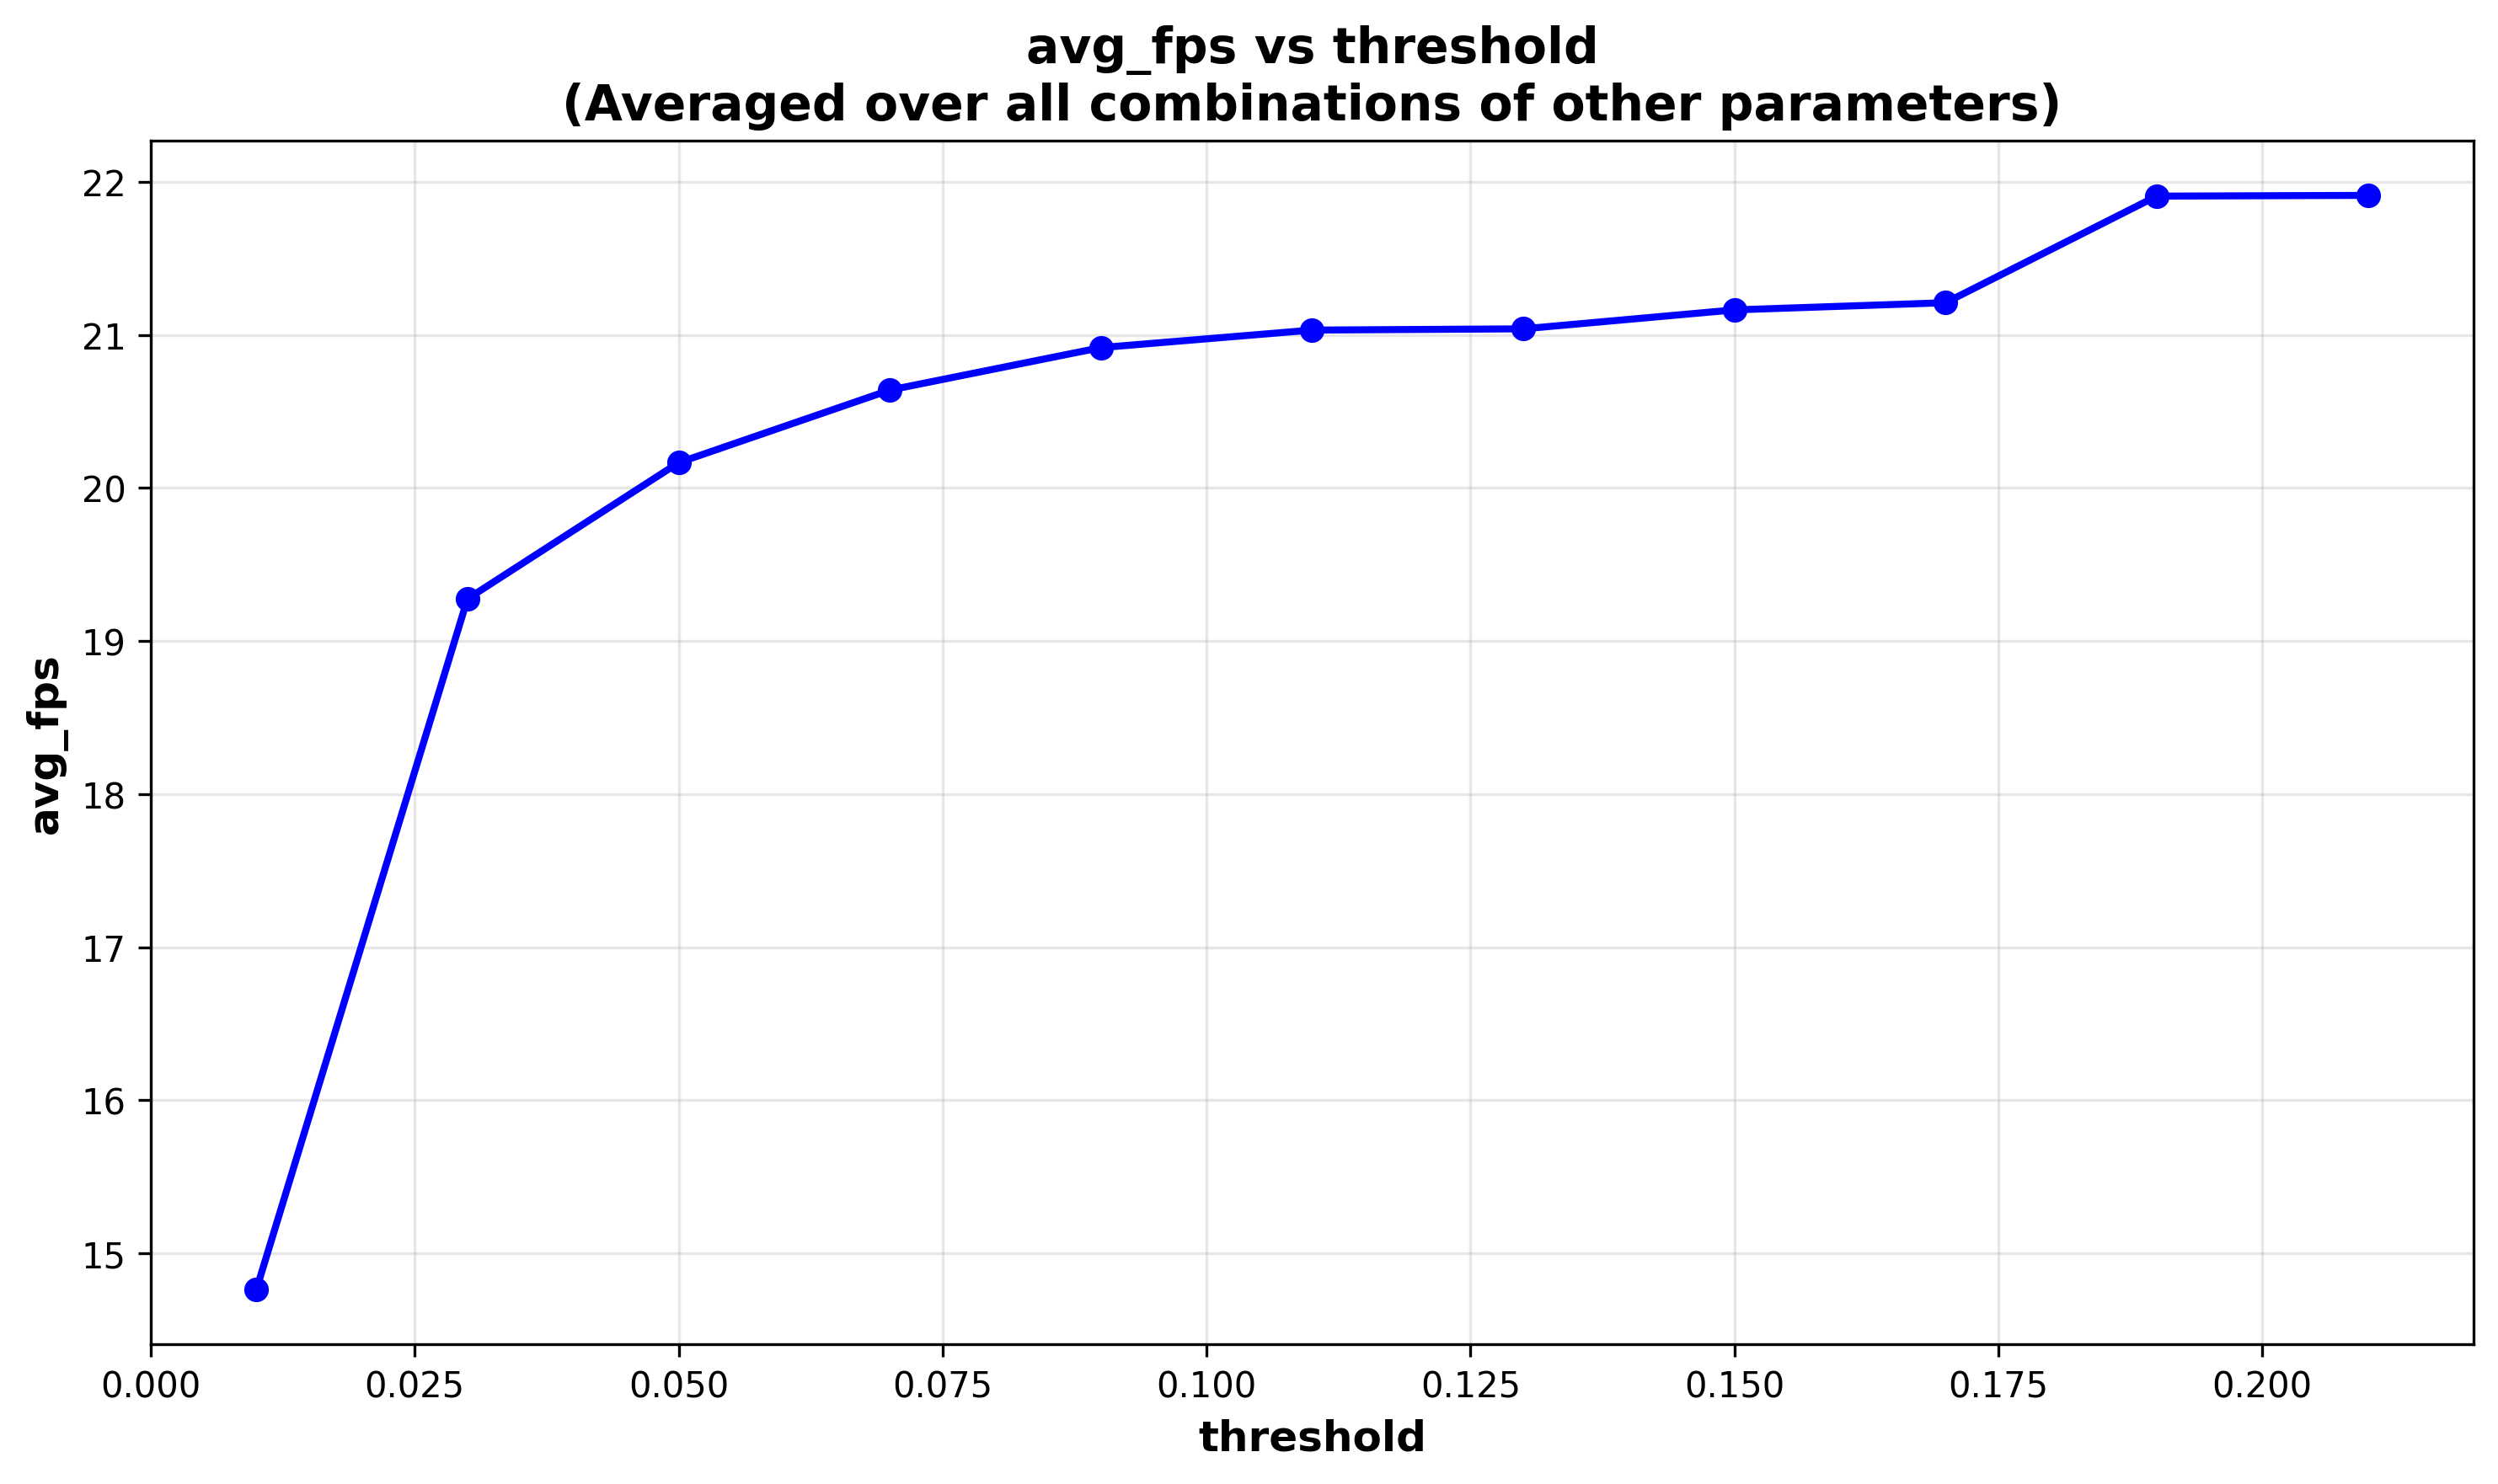 avg_fps vs threshold
(Averaged over all combinations of other parameters)
22
21
20
19
18
17
16
15
avg_fps
0.000 0.025 0.050 0.075 0.100 0.125 0.150 0.175 0.200
threshold